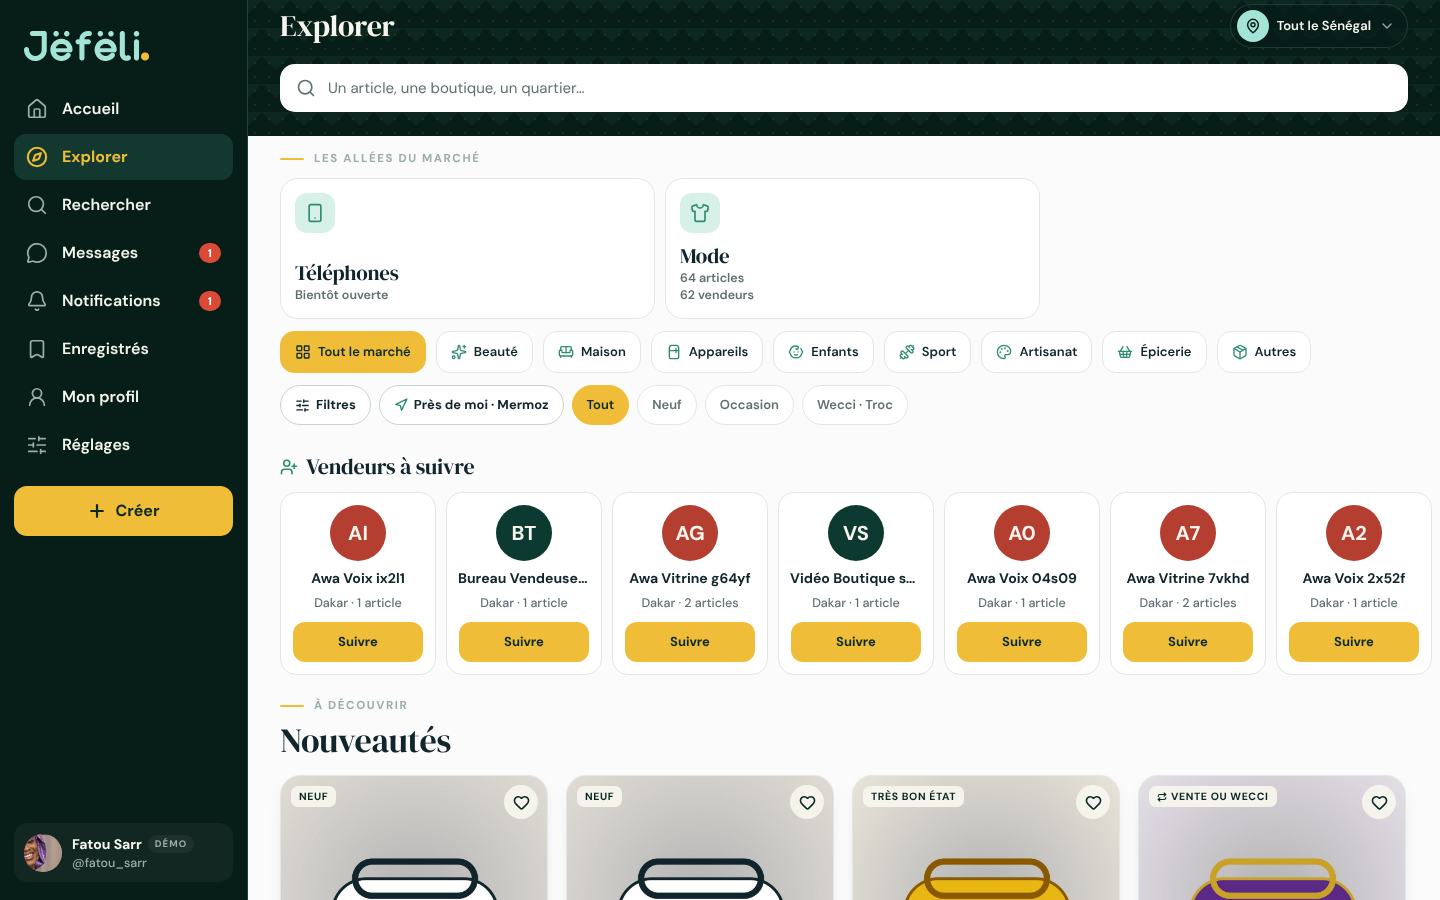 Jëfëli.
Accueil
Explorer
Rechercher
Messages 1
Notifications 1
Enregistrés
Mon profil
Réglages
Créer
Fatou Sarr DÉMO
@fatou_sarr
Explorer
Tout le Sénégal
Un article, une boutique, un quartier...
LES ALLÉES DU MARCHÉ
Téléphones
Bientôt ouverte
Mode
64 articles
62 vendeurs
Tout le marché Beauté Maison Appareils Enfants Sport Artisanat Épicerie Autres
Filtres Près de moi · Mermoz Tout Neuf Occasion Wecci · Troc
Vendeurs à suivre
AI
Awa Voix ix2l1
Dakar · 1 article
Suivre
BT
Bureau Vendeuse...
Dakar · 1 article
Suivre
AG
Awa Vitrine g64yf
Dakar · 2 articles
Suivre
VS
Vidéo Boutique s...
Dakar · 1 article
Suivre
A0
Awa Voix 04s09
Dakar · 1 article
Suivre
A7
Awa Vitrine 7vkhd
Dakar · 2 articles
Suivre
A2
Awa Voix 2x52f
Dakar · 1 article
Suivre
À DÉCOUVRIR
Nouveautés
NEUF
NEUF
TRÈS BON ÉTAT
VENTE OU WECCI